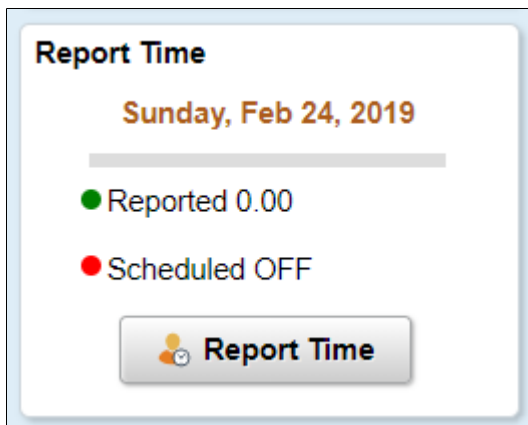 Report Time
Sunday, Feb 24, 2019
Reported 0.00
Scheduled OFF
Report Time